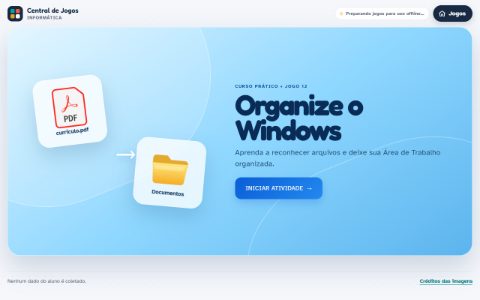 Central de Jogos
INFORMÁTICA
Preparando jogos para uso offline...
Jogos
PDF
currículo.pdf
Documentos
CURSO PRÁTICO • JOGO 12
Organize o
Windows
Aprenda a reconhecer arquivos e deixe sua Área de Trabalho
organizada.
INICIAR ATIVIDADE →
Nenhum dado do aluno é coletado.
Créditos das imagens